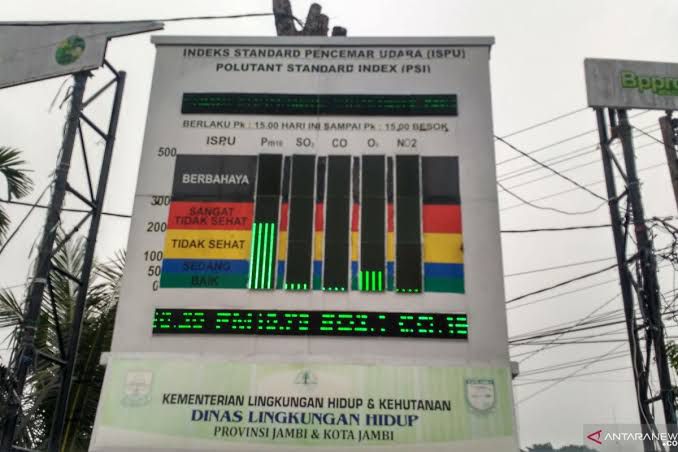 INDEKS STANDARD PENCEMAR UDARA (ISPU)
POLUTANT STANDARD INDEX (PSI)
BERLAKU Pk : 15.00 HARI INI SAMPAI Pk : 15.00 BESOK
ISPU Pm10 SO₂ CO O₃ NO2
500
BERBAHAYA
300
SANGAT TIDAK SEHAT
200
TIDAK SEHAT
100
SEDANG
50
BAIK
0
KEMENTERIAN LINGKUNGAN HIDUP & KEHUTANAN
DINAS LINGKUNGAN HIDUP
PROVINSI JAMBI & KOTA JAMBI
ANTARANEWS